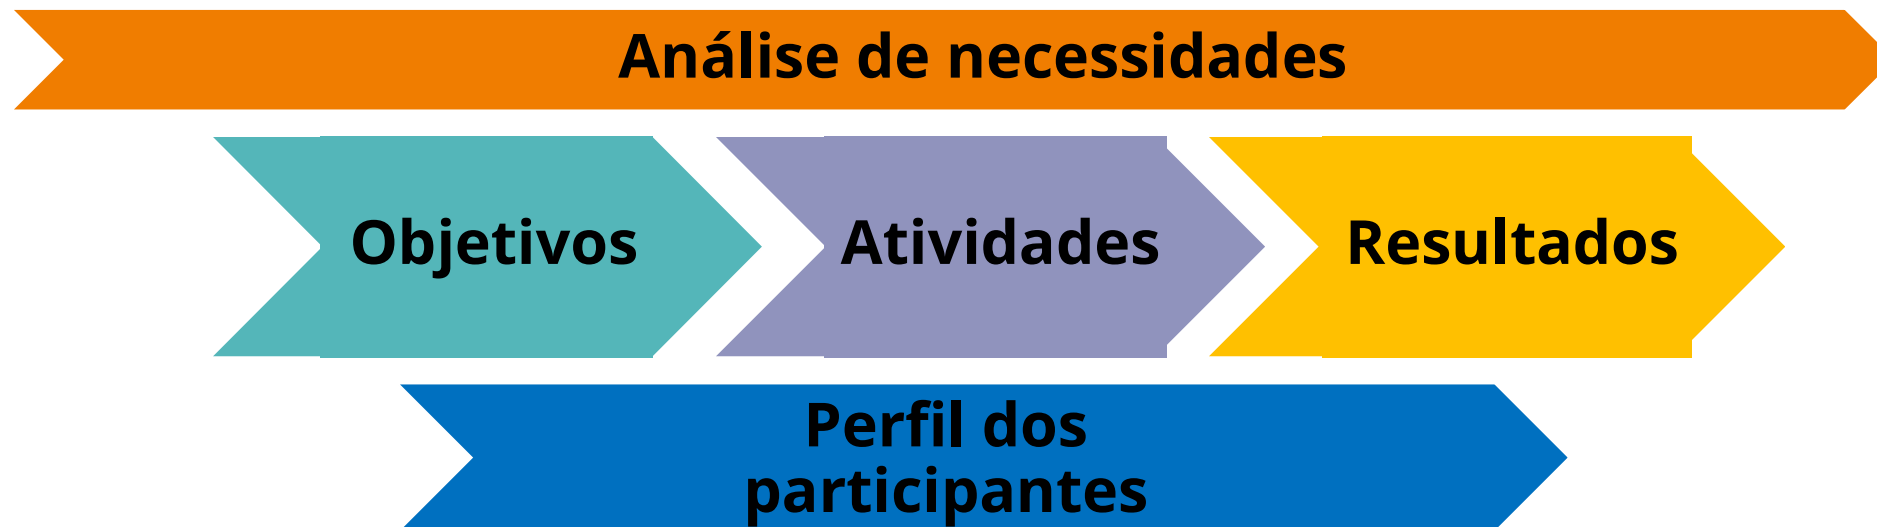 Análise de necessidades
Objetivos
Atividades
Resultados
Perfil dos
participantes